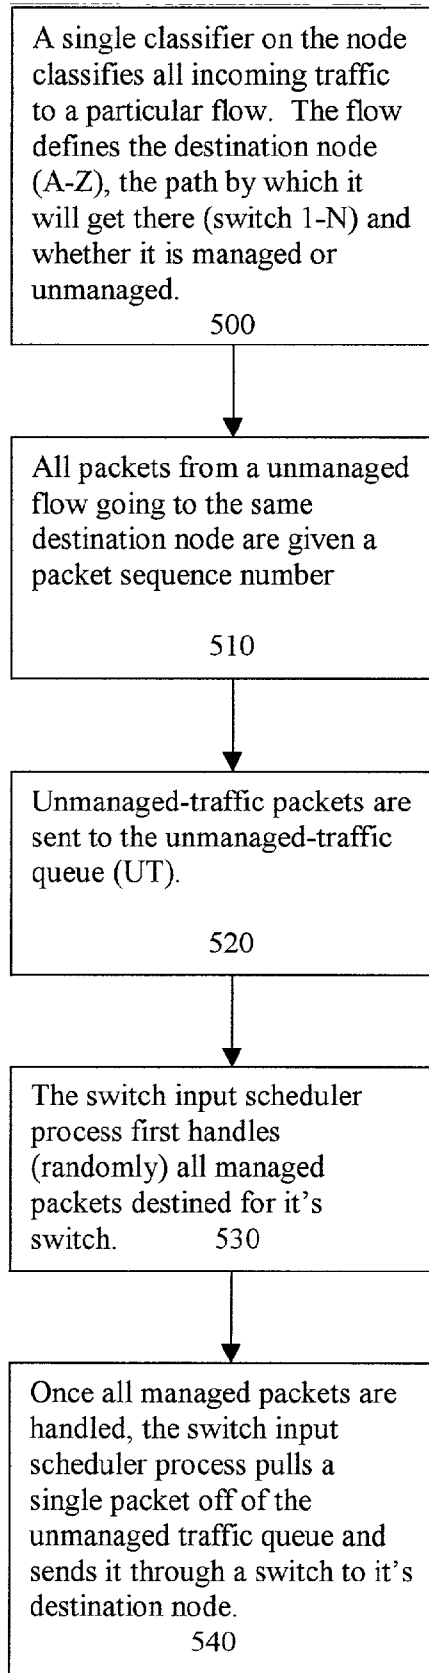 A single classifier on the node
classifies all incoming traffic
to a particular flow. The flow
defines the destination node
(A-Z), the path by which it
will get there (switch 1-N) and
whether it is managed or
unmanaged.
500
All packets from a unmanaged
flow going to the same
destination node are given a
packet sequence number
510
Unmanaged-traffic packets are
sent to the unmanaged-traffic
queue (UT).
520
The switch input scheduler
process first handles
(randomly) all managed
packets destined for it's
switch. 530
Once all managed packets are
handled, the switch input
scheduler process pulls a
single packet off of the
unmanaged traffic queue and
sends it through a switch to it's
destination node.
540